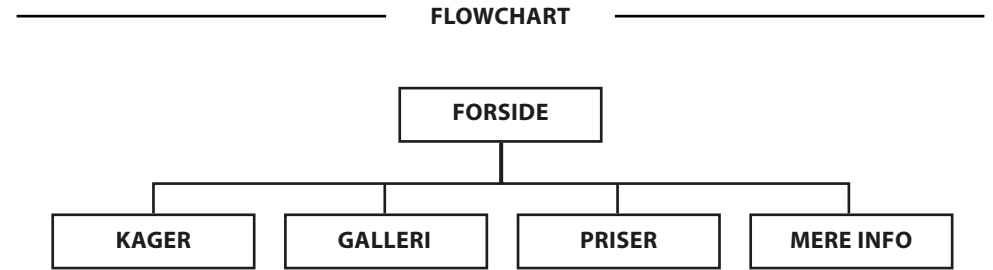 FLOWCHART
FORSIDE
KAGER GALLERI PRISER MERE INFO